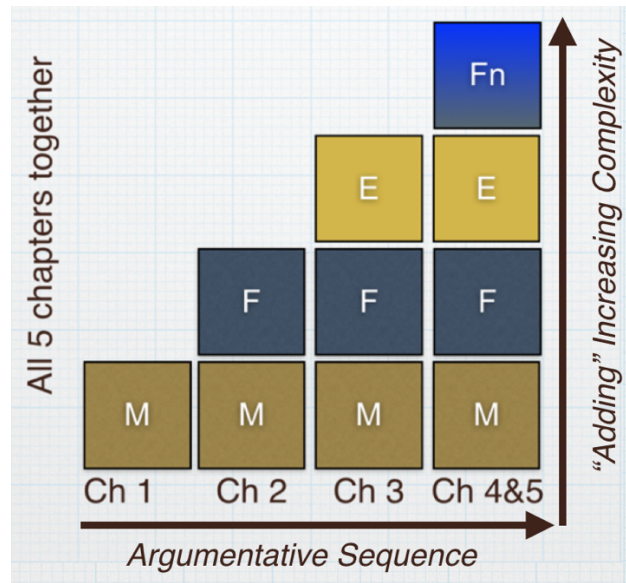 All 5 chapters together
Fn
E E
F F F
M M M M
Ch 1 Ch 2 Ch 3 Ch 4&5
Argumentative Sequence
“Adding” Increasing Complexity